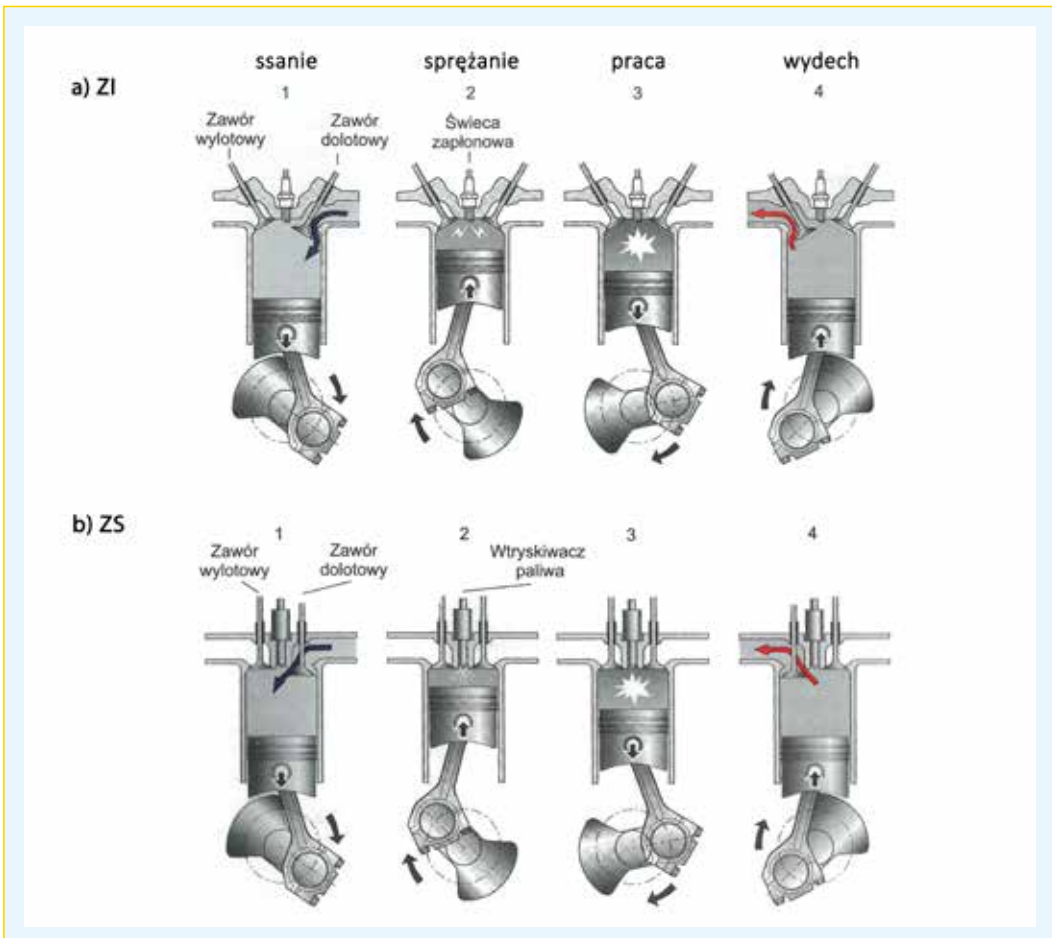 ssanie sprężanie praca wydech
a) ZI
1 2 3 4
Zawór wylotowy
Zawór dolotowy
Świeca zapłonowa
b) ZS
1 2 3 4
Zawór wylotowy
Zawór dolotowy
Wtryskiwacz paliwa